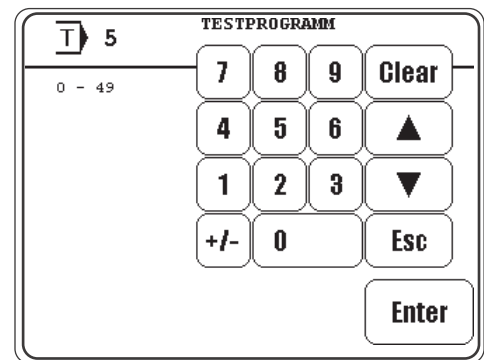 TESTPROGRAMM
T 5
0 - 49
7 8 9 Clear
4 5 6 ▲
1 2 3 ▼
+/- 0 Esc
Enter